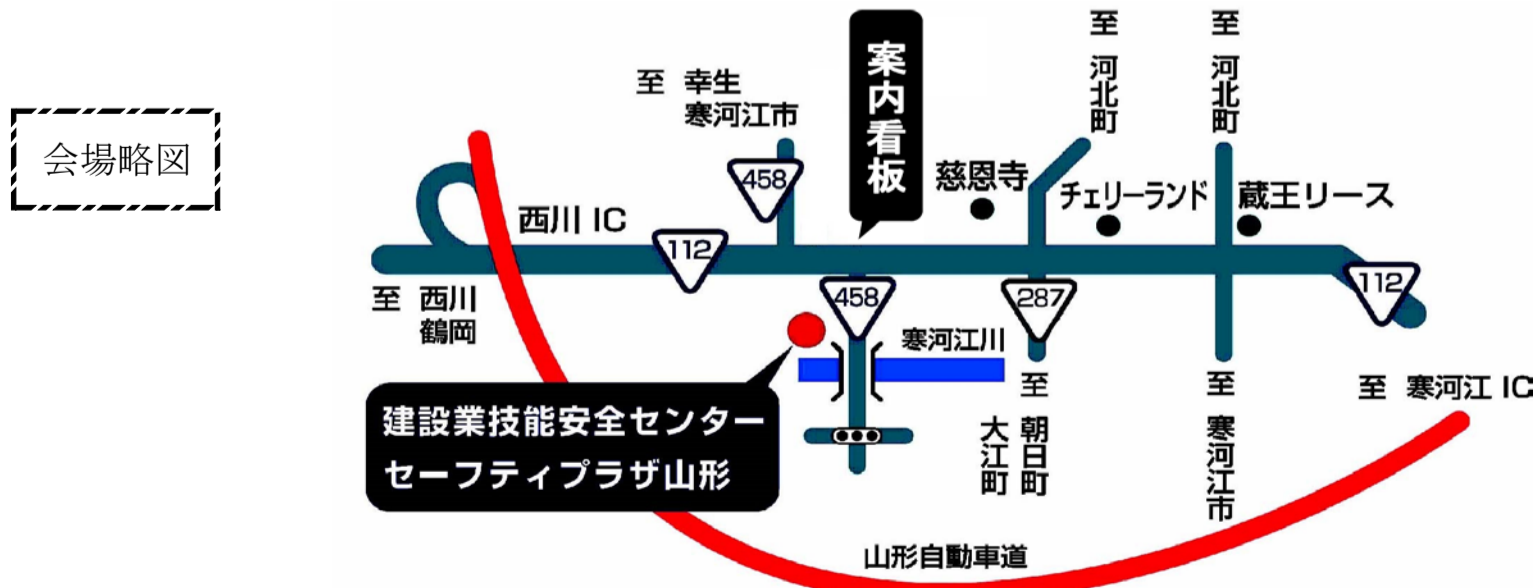 会場略図
至 幸生
寒河江市
案内看板
至 河北町
至 河北町
458
慈恩寺
チェリーランド
蔵王リース
西川 IC
112
至 西川
鶴岡
458
287
112
寒河江川
建設業技能安全センター
セーフティプラザ山形
至 朝日町
大江町
至 寒河江市
至 寒河江 IC
山形自動車道